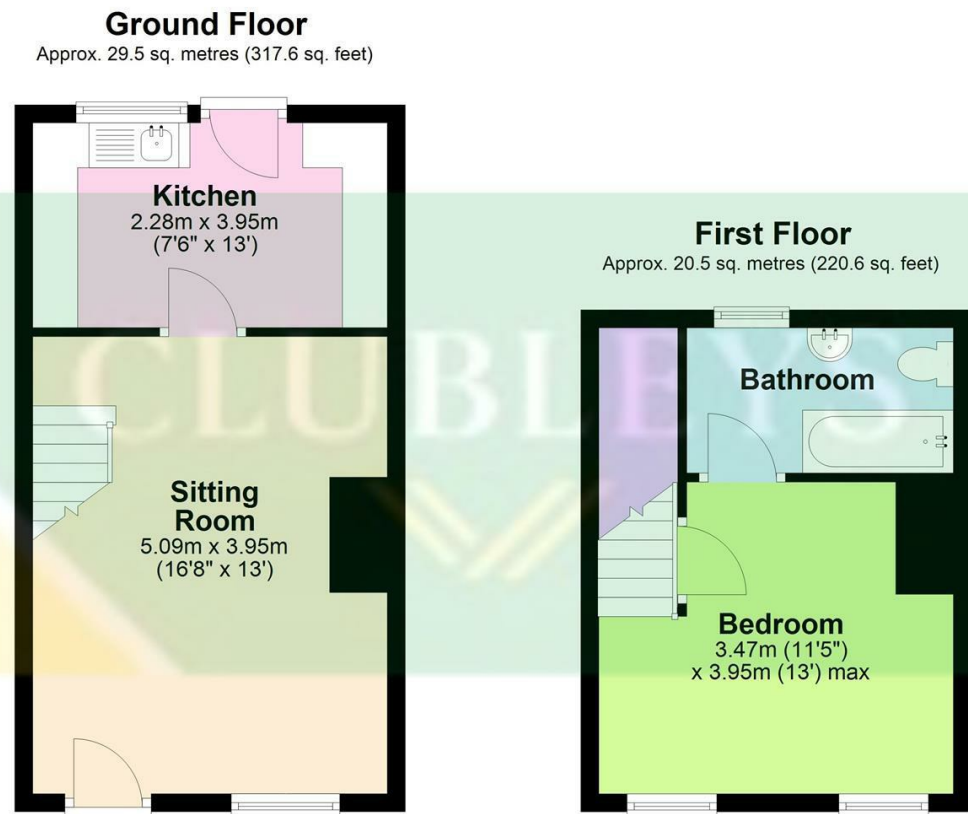 Ground Floor
Approx. 29.5 sq. metres (317.6 sq. feet)
Kitchen
2.28m x 3.95m
(7'6" x 13')
First Floor
Approx. 20.5 sq. metres (220.6 sq. feet)
CLUBLEYS
Bathroom
Sitting
Room
5.09m x 3.95m
(16'8" x 13')
Bedroom
3.47m (11'5")
x 3.95m (13') max